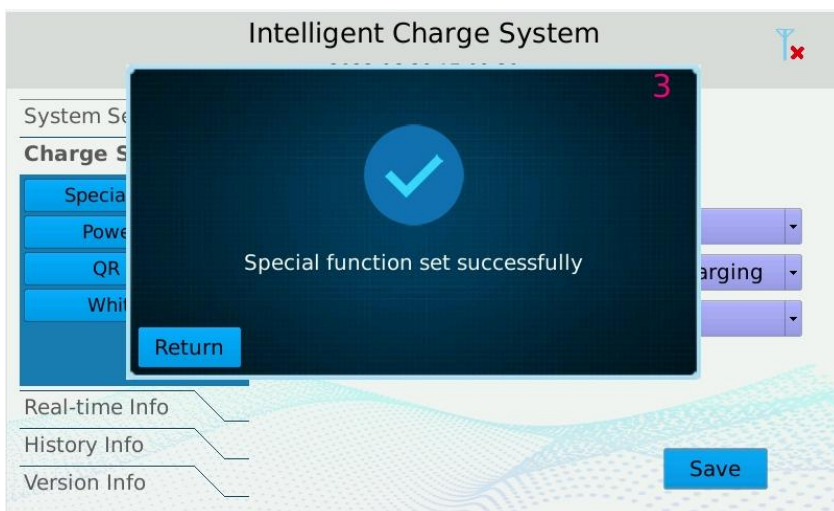 Intelligent Charge System
3
System Se
Charge S
Specia
Powe
QR
arging
Whit
Special function set successfully
Return
Real-time Info
History Info
Version Info
Save